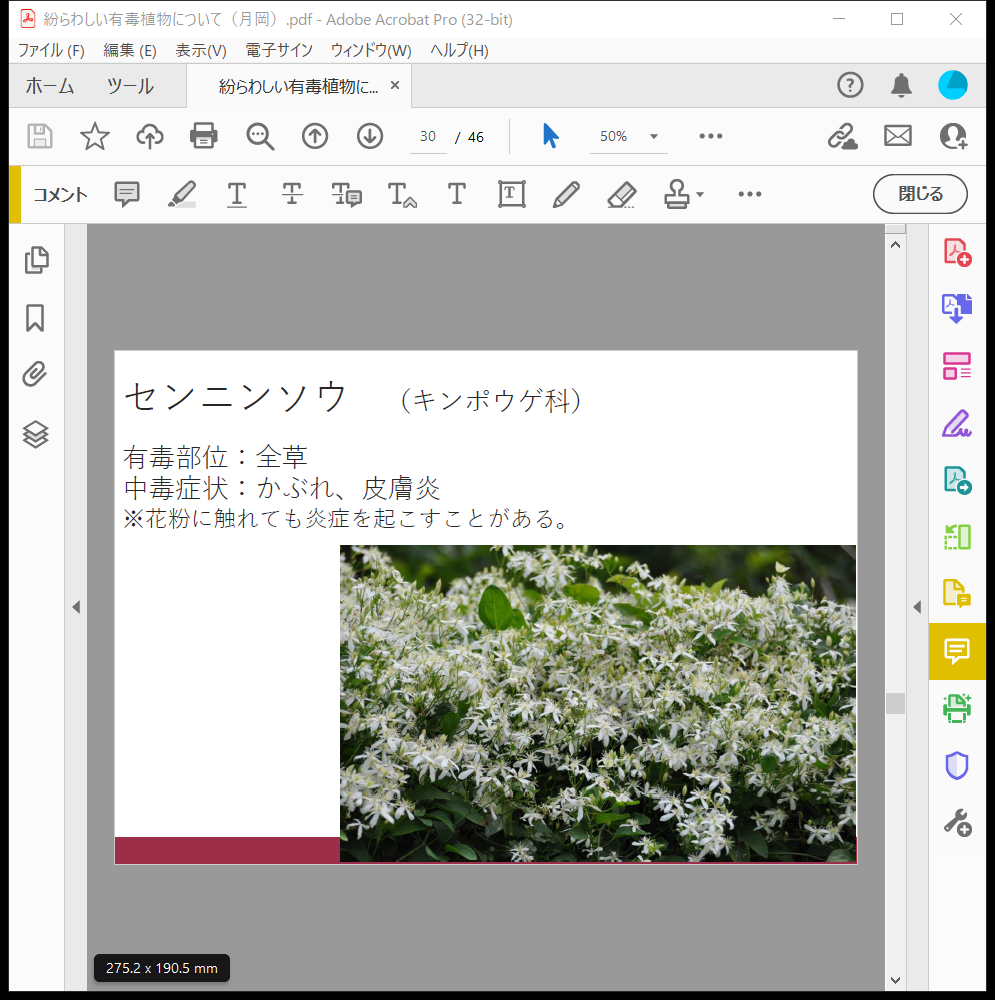 紛らわしい有毒植物について（月岡）.pdf - Adobe Acrobat Pro (32-bit)
ファイル (F) 編集 (E) 表示(V) 電子サイン ウィンドウ(W) ヘルプ(H)
ホーム ツール 紛らわしい有毒植物に...
30 / 46 50%
コメント 閉じる
センニンソウ （キンポウゲ科）
有毒部位：全草
中毒症状：かぶれ、皮膚炎
※花粉に触れても炎症を起こすことがある。
275.2 x 190.5 mm